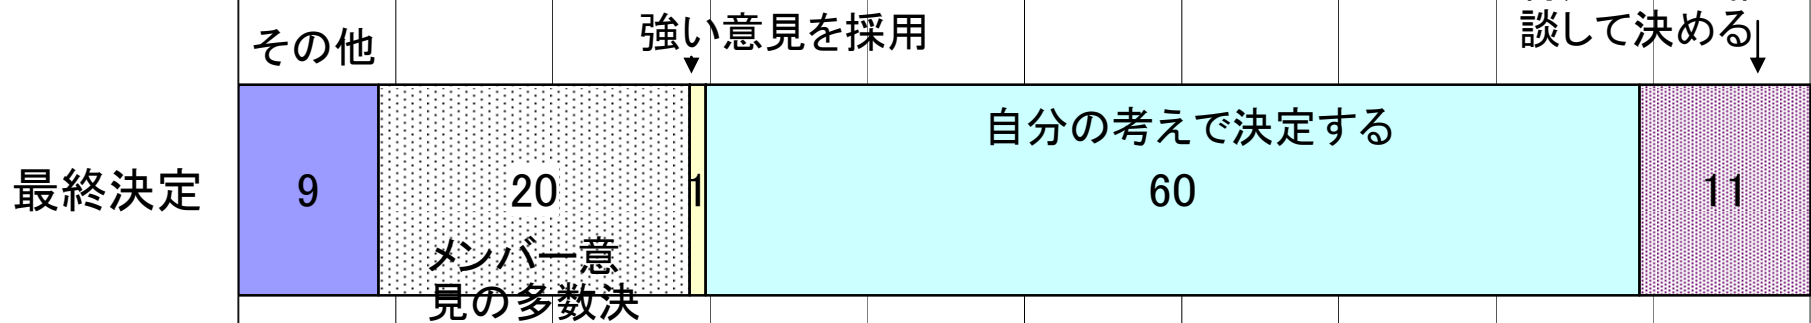 その他
強い意見を採用
談して決める
自分の考えで決定する
最終決定
9
20
1
60
11
メンバー意
見の多数決